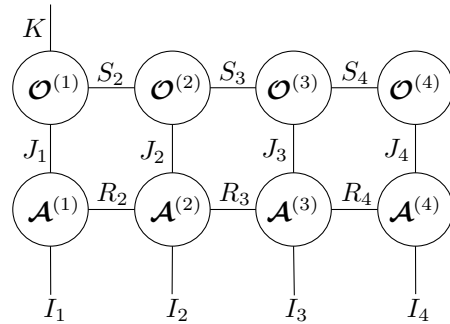 K
S₂ S₃ S₄
𝓞⁽¹⁾ 𝓞⁽²⁾ 𝓞⁽³⁾ 𝓞⁽⁴⁾
J₁ J₂ J₃ J₄
R₂ R₃ R₄
𝓐⁽¹⁾ 𝓐⁽²⁾ 𝓐⁽³⁾ 𝓐⁽⁴⁾
I₁ I₂ I₃ I₄